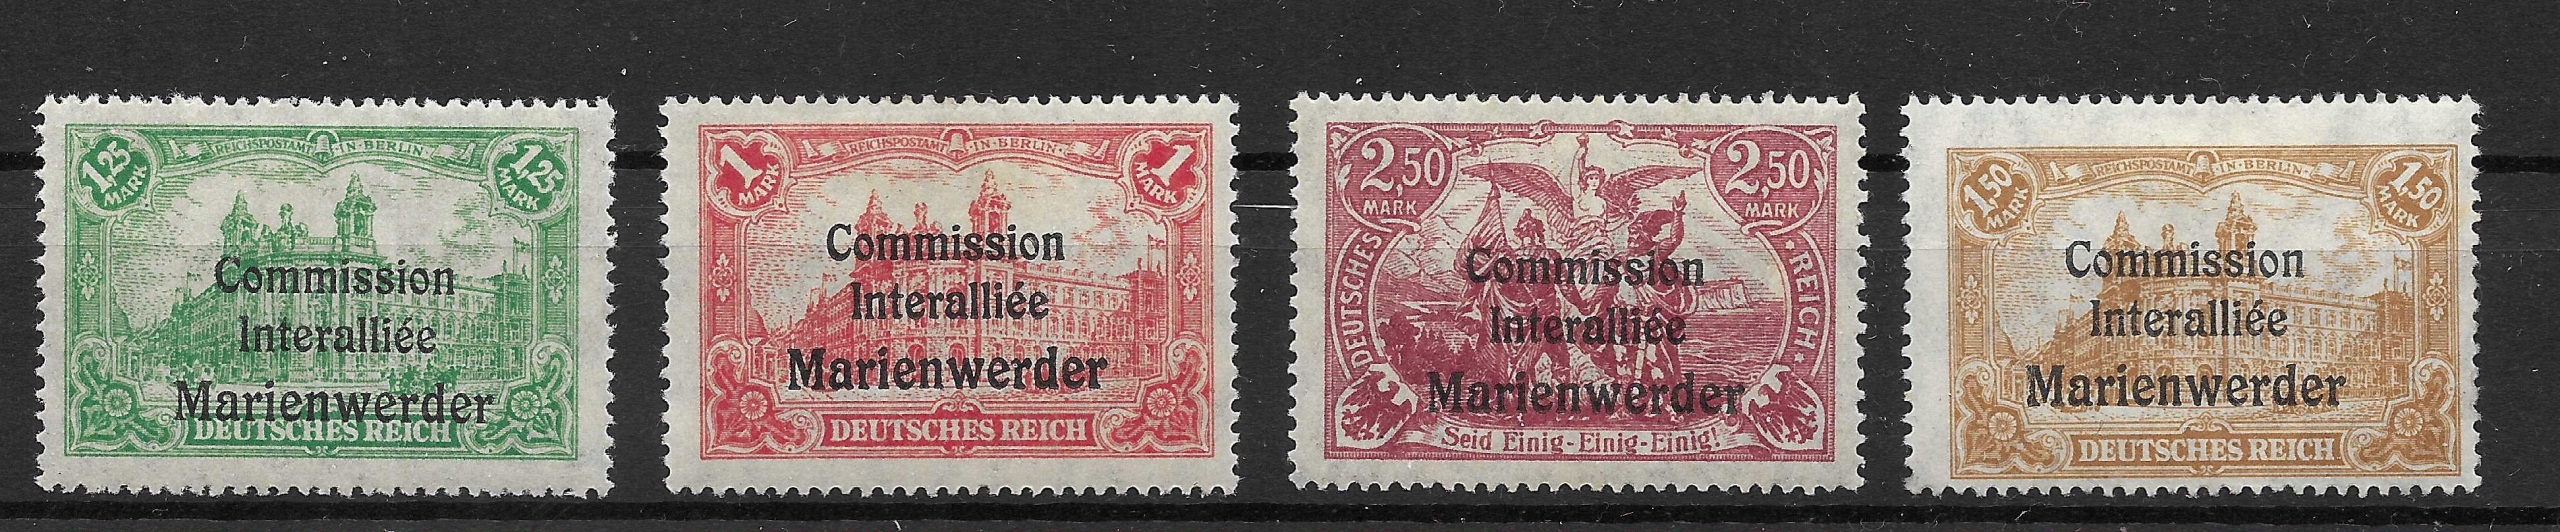 1,25 MARK
REICHSPOSTAMT · IN · BERLIN ·
1,25 MARK
Commission
Interalliée
Marienwerder
DEUTSCHES REICH
1 MARK
REICHSPOSTAMT · IN · BERLIN ·
1 MARK
Commission
Interalliée
Marienwerder
DEUTSCHES REICH
2,50 MARK
2,50 MARK
DEUTSCHES * REICH *
Commission
Interalliée
Marienwerder
Seid Einig-Einig-Einig!
1,50 MARK
REICHSPOSTAMT · IN · BERLIN ·
1,50 MARK
Commission
Interalliée
Marienwerder
DEUTSCHES REICH